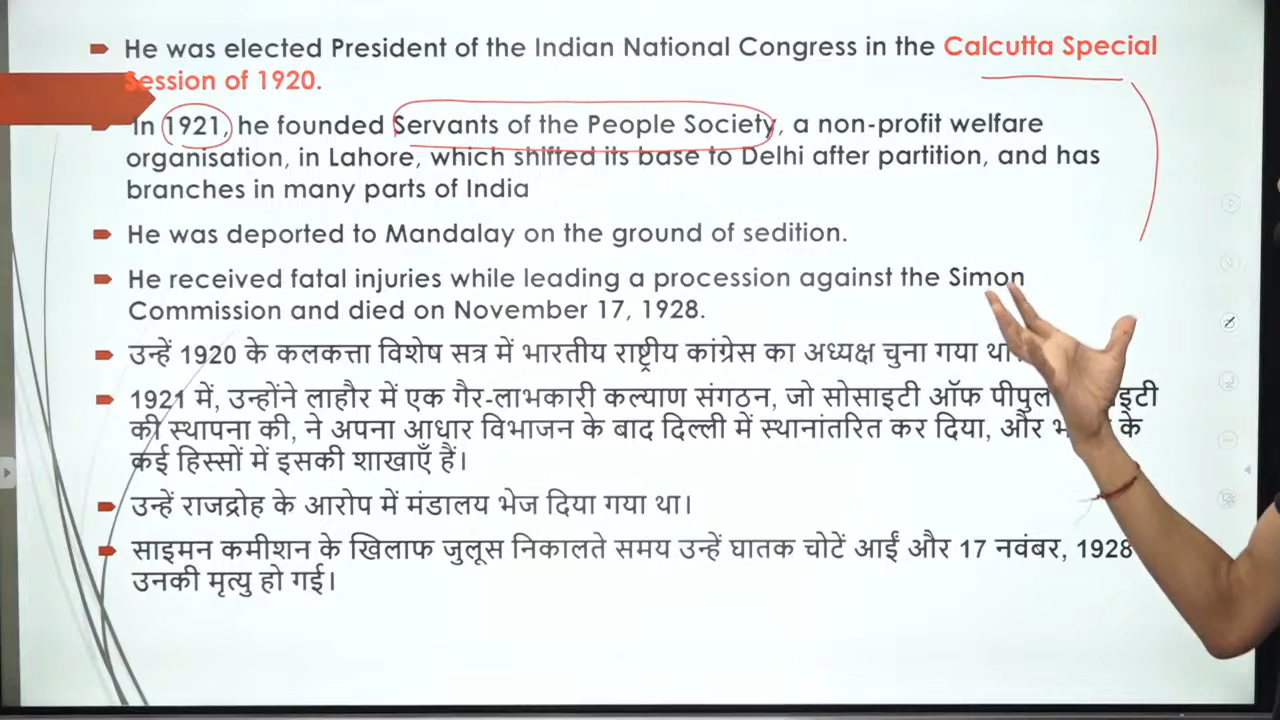 He was elected President of the Indian National Congress in the Calcutta Special
Session of 1920.
In 1921, he founded Servants of the People Society, a non-profit welfare
organisation, in Lahore, which shifted its base to Delhi after partition, and has
branches in many parts of India
He was deported to Mandalay on the ground of sedition.
He received fatal injuries while leading a procession against the Simon
Commission and died on November 17, 1928.
उन्हें 1920 के कलकत्ता विशेष सत्र में भारतीय राष्ट्रीय कांग्रेस का अध्यक्ष चुना गया था
1921 में, उन्होंने लाहौर में एक गैर-लाभकारी कल्याण संगठन, जो सोसाइटी ऑफ
की स्थापना की, ने अपना आधार विभाजन के बाद दिल्ली में स्थानांतरित कर दिया, और के
कई हिस्सों में इसकी शाखाएँ हैं।
उन्हें राजद्रोह के आरोप में मंडालय भेज दिया गया था।
साइमन कमीशन के खिलाफ जुलूस निकालते समय उन्हें घातक चोटें आईं और 17 नवंबर, 1928
उनकी मृत्यु हो गई।